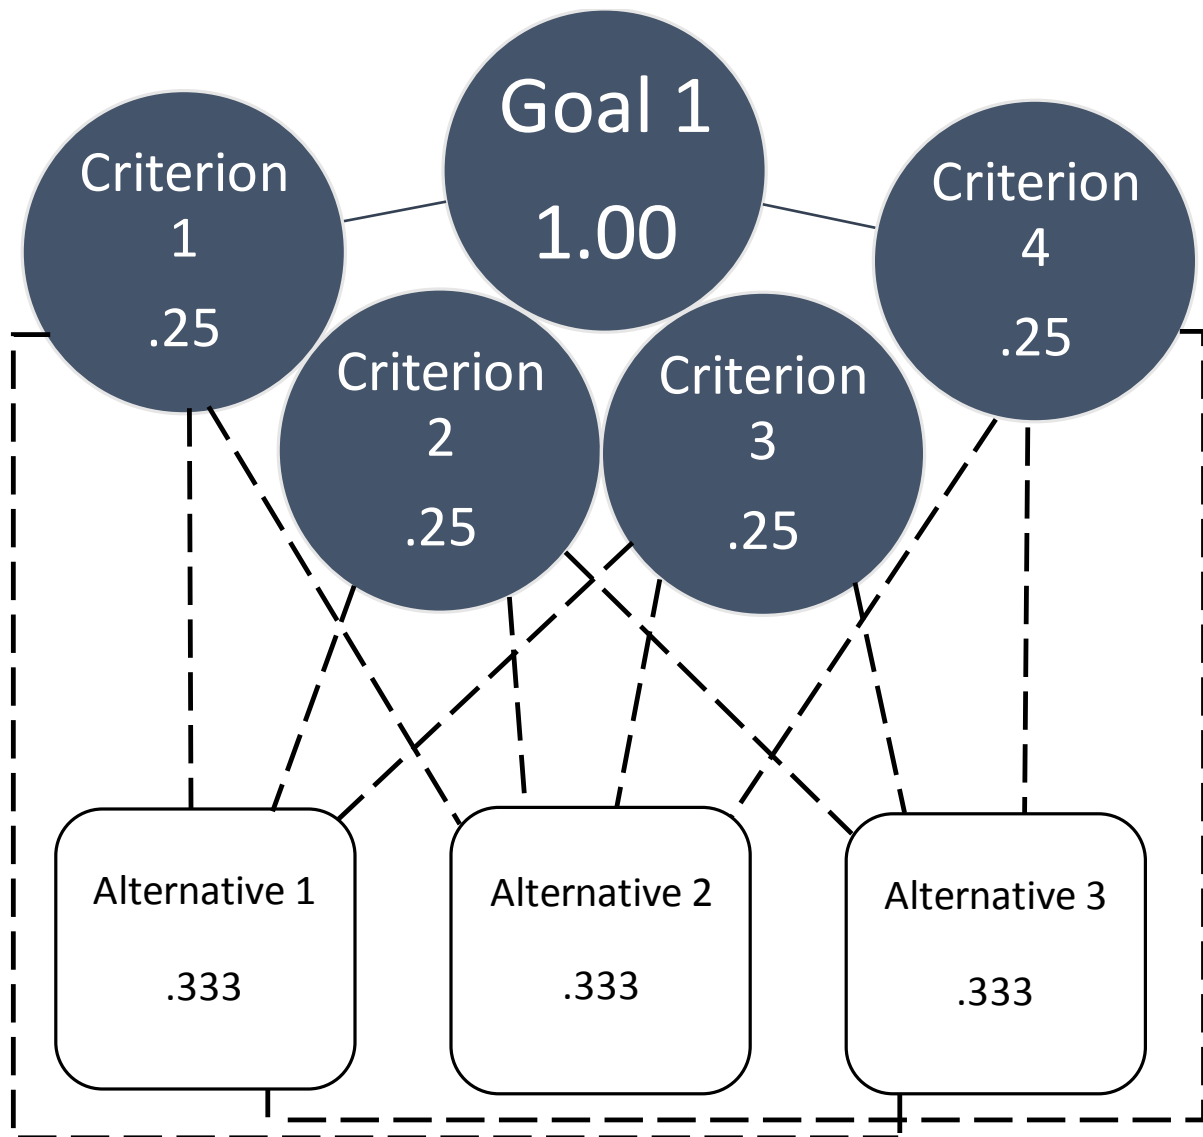 Goal 1
1.00
Criterion
1
.25
Criterion
2
.25
Criterion
3
.25
Criterion
4
.25
Alternative 1
.333
Alternative 2
.333
Alternative 3
.333